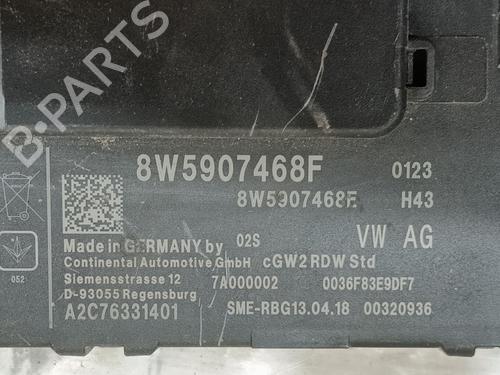 B-PARTS
8W5907468F 0123
8W5907468E H43
Made in GERMANY by 02S VW AG
Continental Automotive GmbH cGW2 RDW Std
Siemensstrasse 12 7A000002 0036F83E9DF7
D-93055 Regensburg
A2C76331401 SME-RBG13.04.18 00320936
052